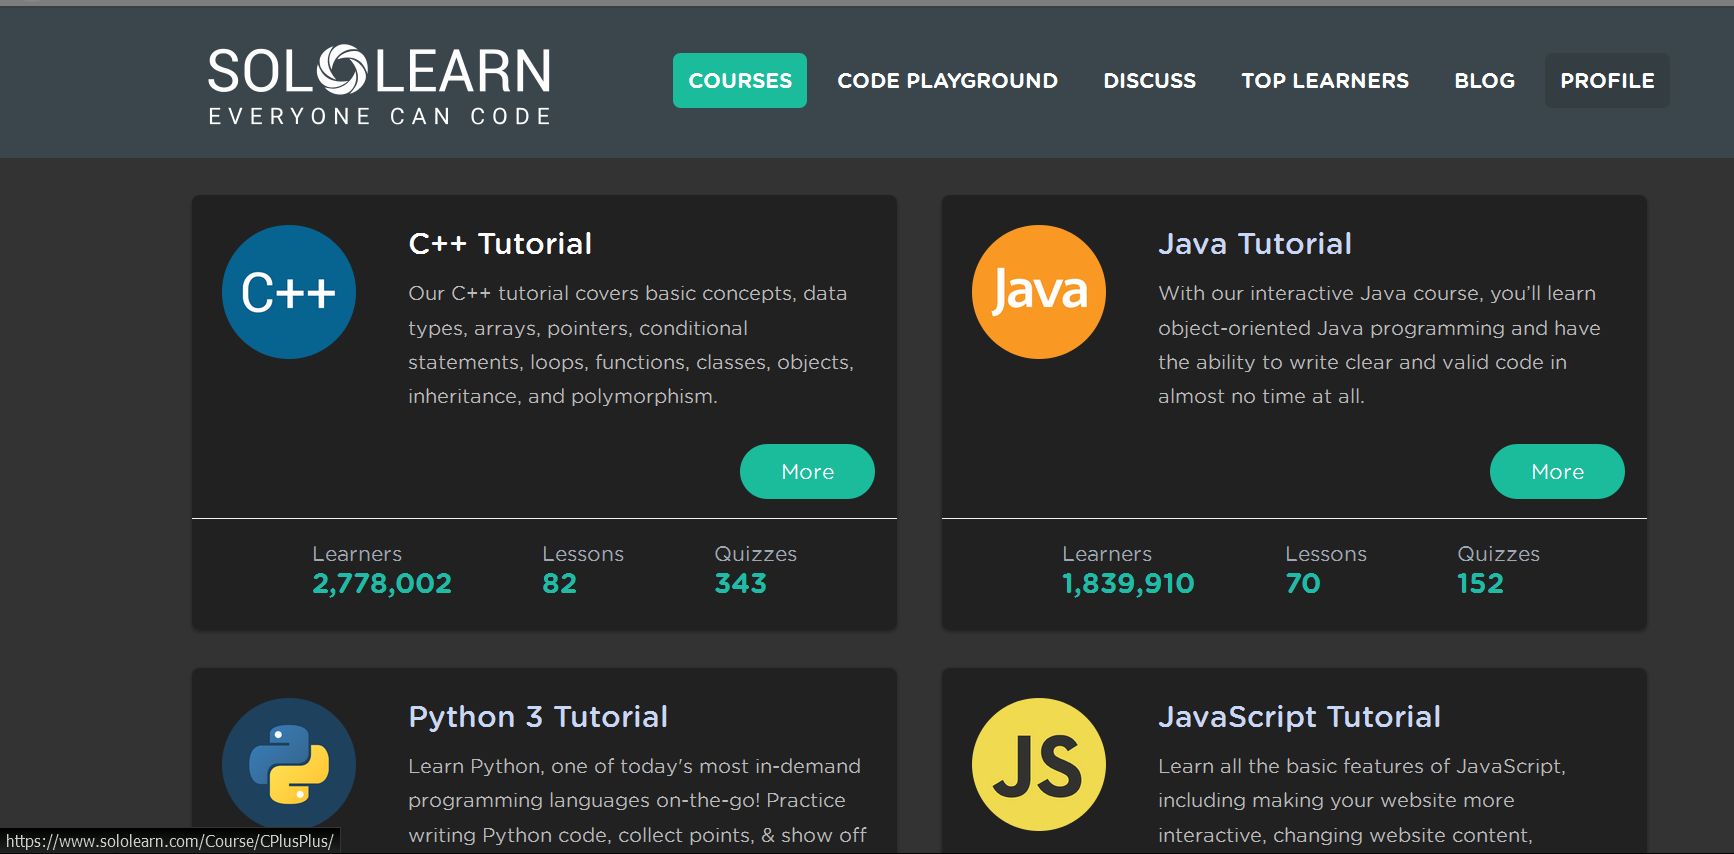 SOLOLEARN
EVERYONE CAN CODE
COURSES CODE PLAYGROUND DISCUSS TOP LEARNERS BLOG PROFILE
C++
C++ Tutorial
Our C++ tutorial covers basic concepts, data
types, arrays, pointers, conditional
statements, loops, functions, classes, objects,
inheritance, and polymorphism.
More
Learners Lessons Quizzes
2,778,002 82 343
Java
Java Tutorial
With our interactive Java course, you’ll learn
object-oriented Java programming and have
the ability to write clear and valid code in
almost no time at all.
More
Learners Lessons Quizzes
1,839,910 70 152
Python 3 Tutorial
Learn Python, one of today's most in-demand
programming languages on-the-go! Practice
writing Python code, collect points, & show off
JS
JavaScript Tutorial
Learn all the basic features of JavaScript,
including making your website more
interactive, changing website content,
https://www.sololearn.com/Course/CPlusPlus/